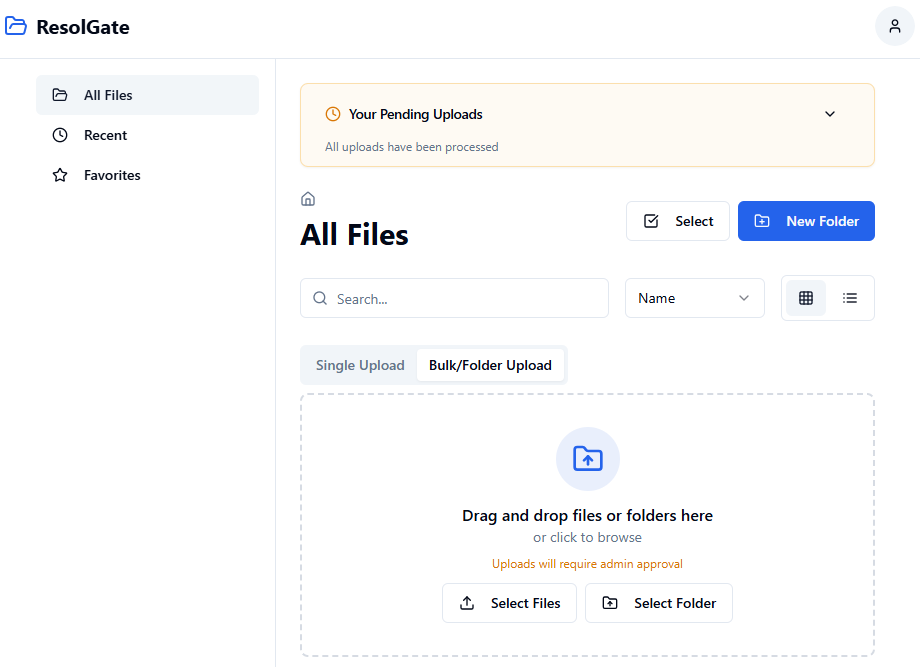 ResolGate
All Files
Recent
Favorites
Your Pending Uploads
All uploads have been processed
All Files
Select
New Folder
Search...
Name
Single Upload
Bulk/Folder Upload
Drag and drop files or folders here
or click to browse
Uploads will require admin approval
Select Files
Select Folder